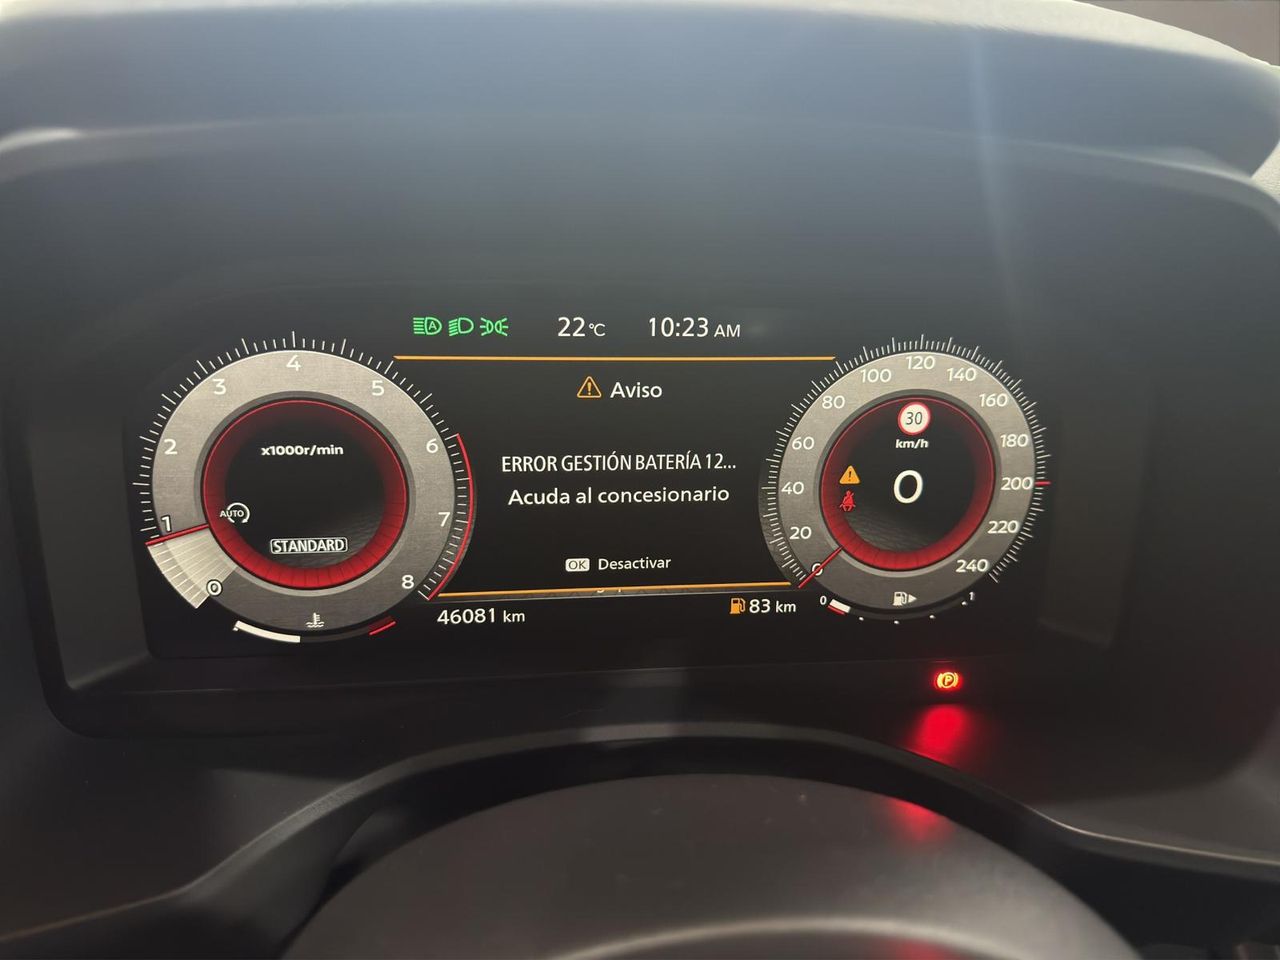 22°C 10:23 AM
Aviso
ERROR GESTIÓN BATERÍA 12...
Acuda al concesionario
OK Desactivar
46081 km
83 km
x1000r/min
AUTO
STANDARD
0
1
2
3
4
5
6
7
8
30
km/h
0
0
20
40
60
80
100
120
140
160
180
200
220
240
0
1
A
P